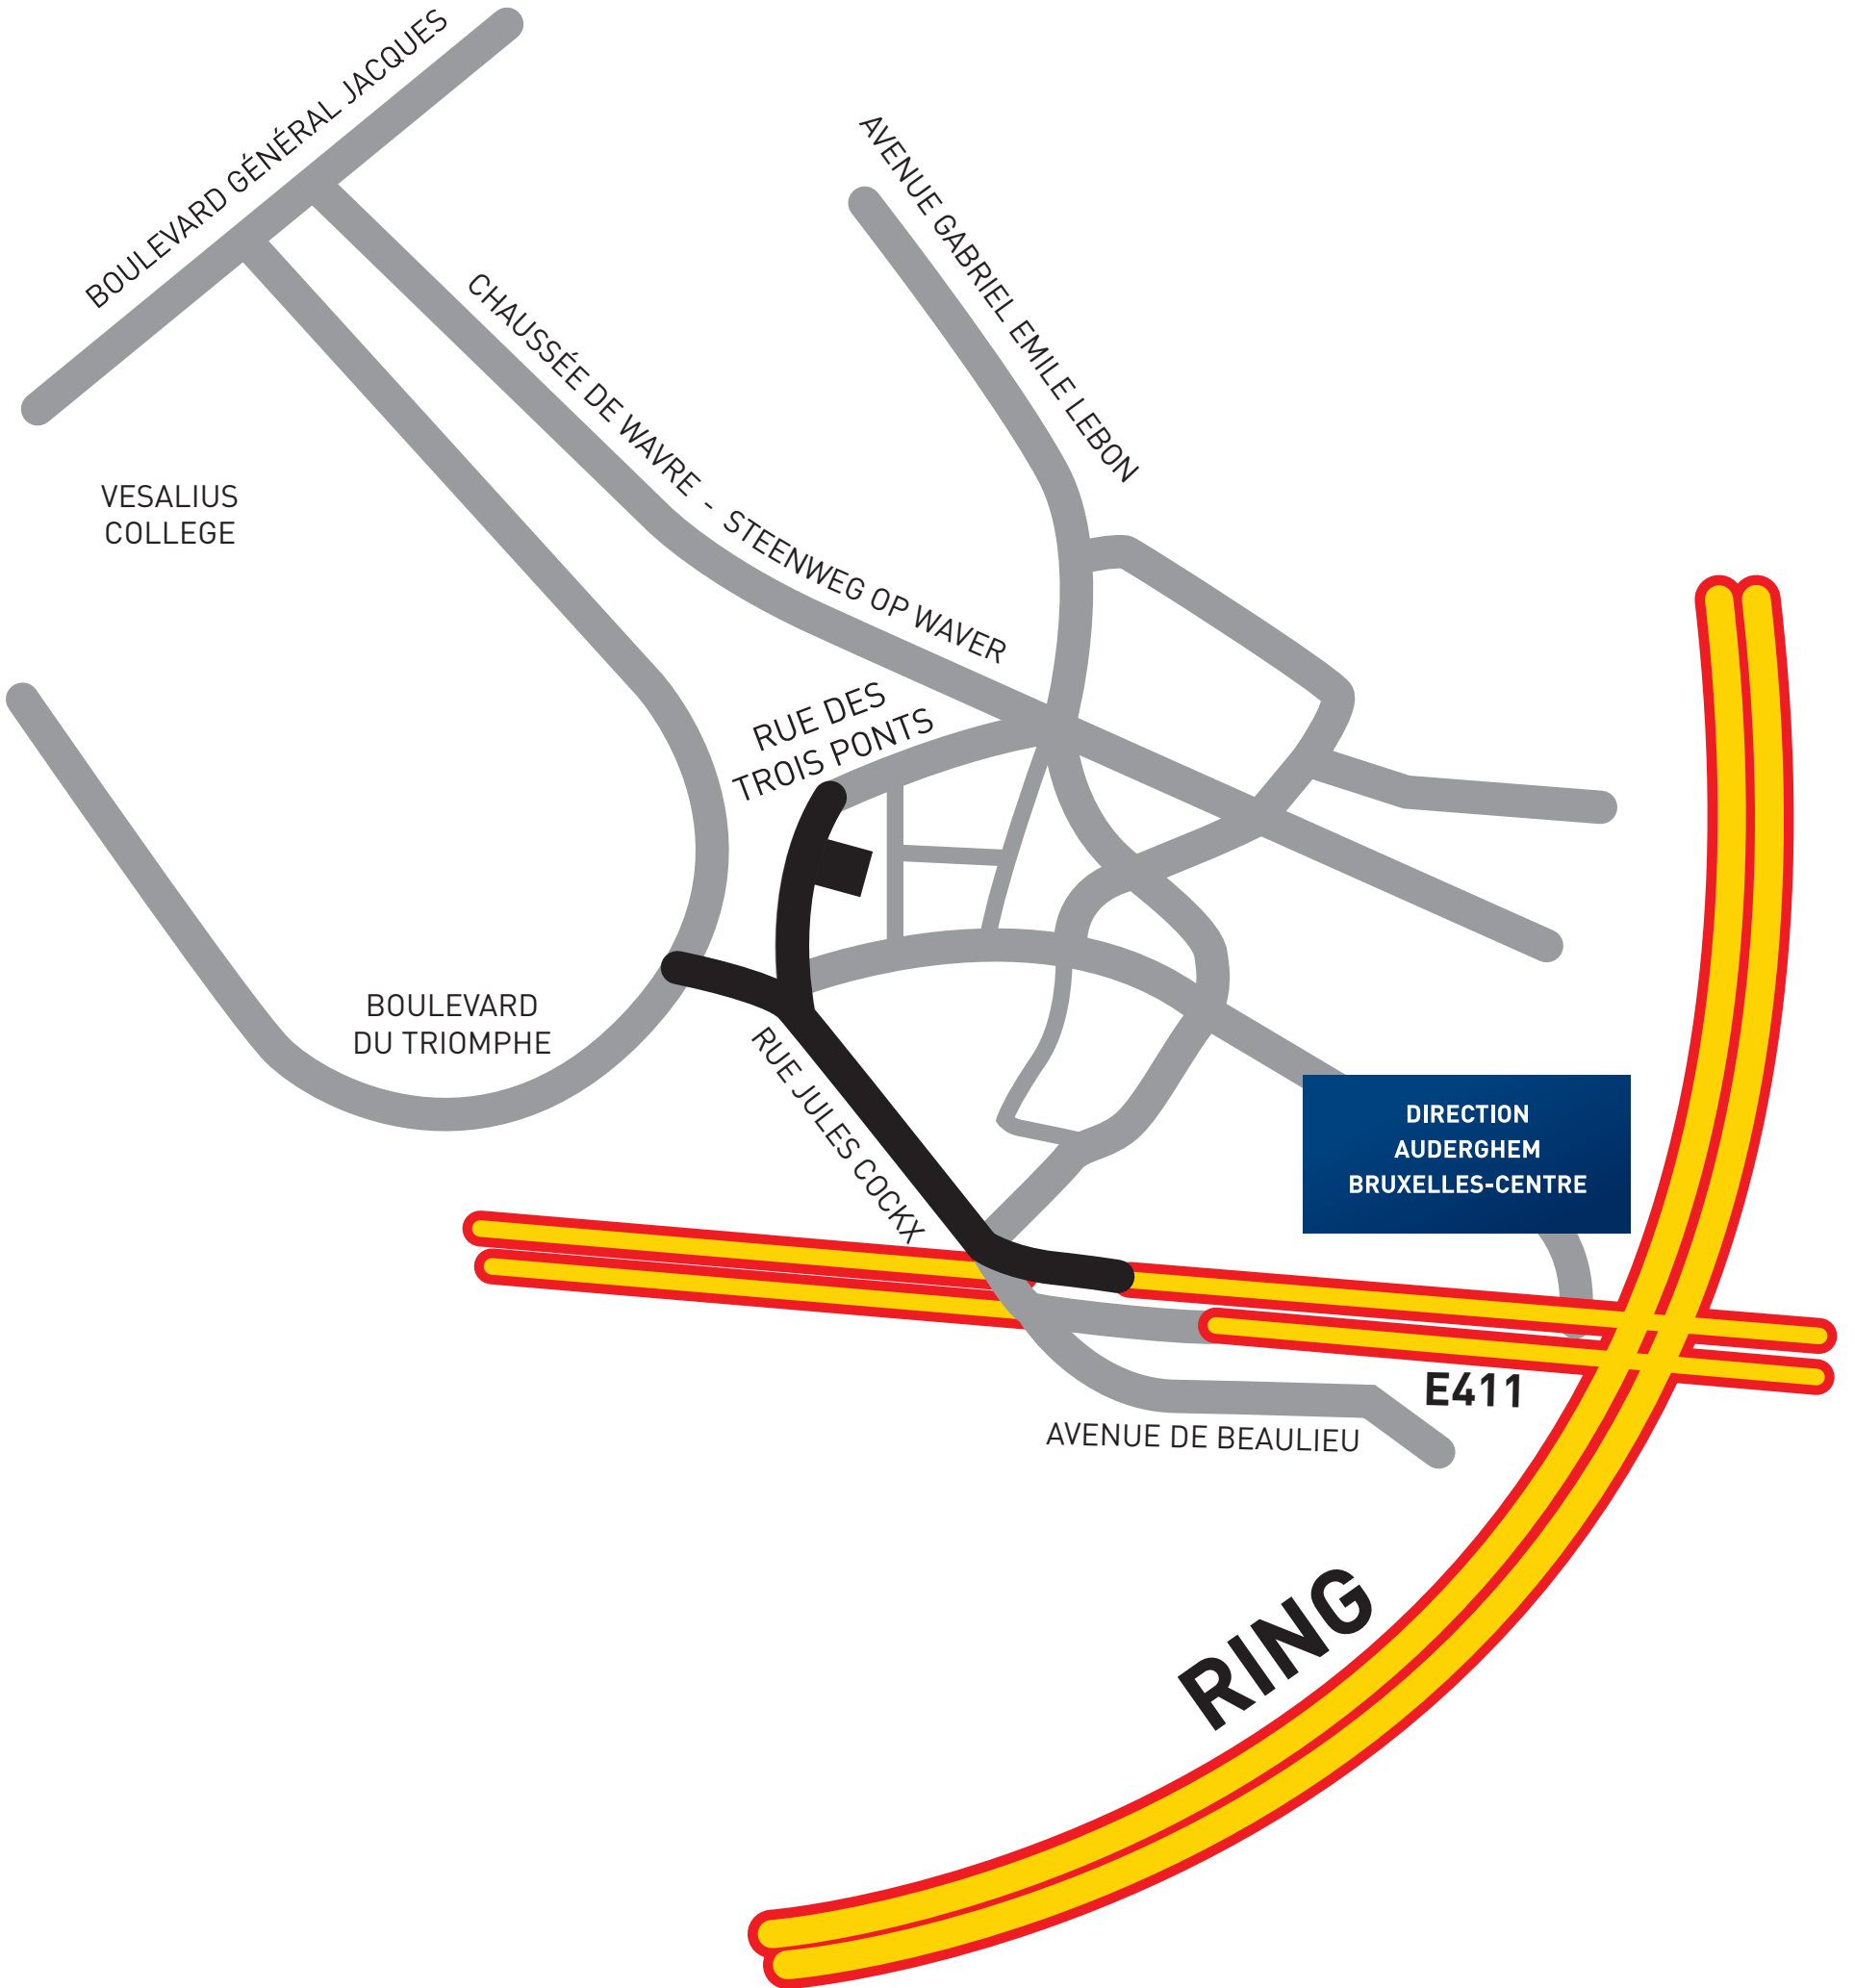 BOULEVARD GÉNÉRAL JACQUES
AVENUE GABRIEL EMILE LEBON
CHAUSSÉE DE WAVRE - STEENWEG OP WAVER
VESALIUS
COLLEGE
RUE DES
TROIS PONTS
BOULEVARD
DU TRIOMPHE
RUE JULES COCKX
DIRECTION
AUDERGHEM
BRUXELLES-CENTRE
E411
AVENUE DE BEAULIEU
RING